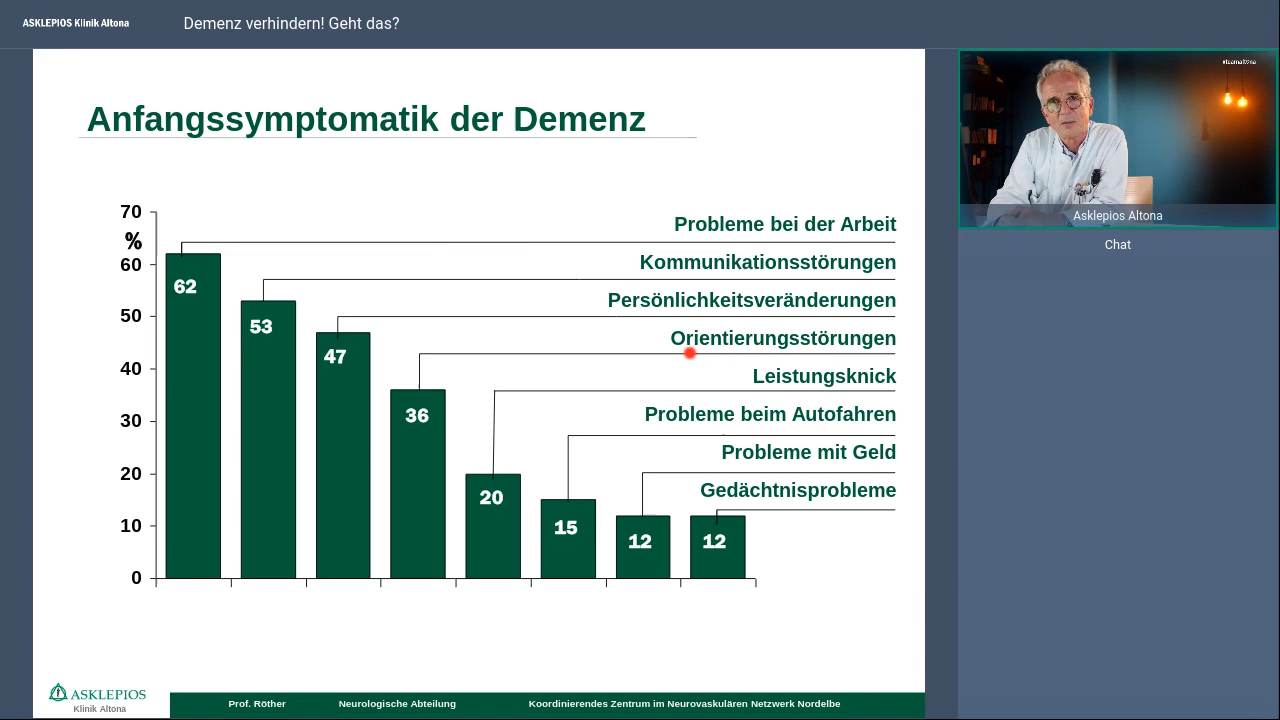 ASKLEPIOS Klinik Altona
Demenz verhindern! Geht das?
#teamaltona
Asklepios Altona
Chat
Anfangssymptomatik der Demenz
70
%
60
50
40
30
20
10
0
62
53
47
36
20
15
12
12
Probleme bei der Arbeit
Kommunikationsstörungen
Persönlichkeitsveränderungen
Orientierungsstörungen
Leistungsknick
Probleme beim Autofahren
Probleme mit Geld
Gedächtnisprobleme
ASKLEPIOS
Klinik Altona
Prof. Röther Neurologische Abteilung Koordinierendes Zentrum im Neurovaskulären Netzwerk Nordelbe